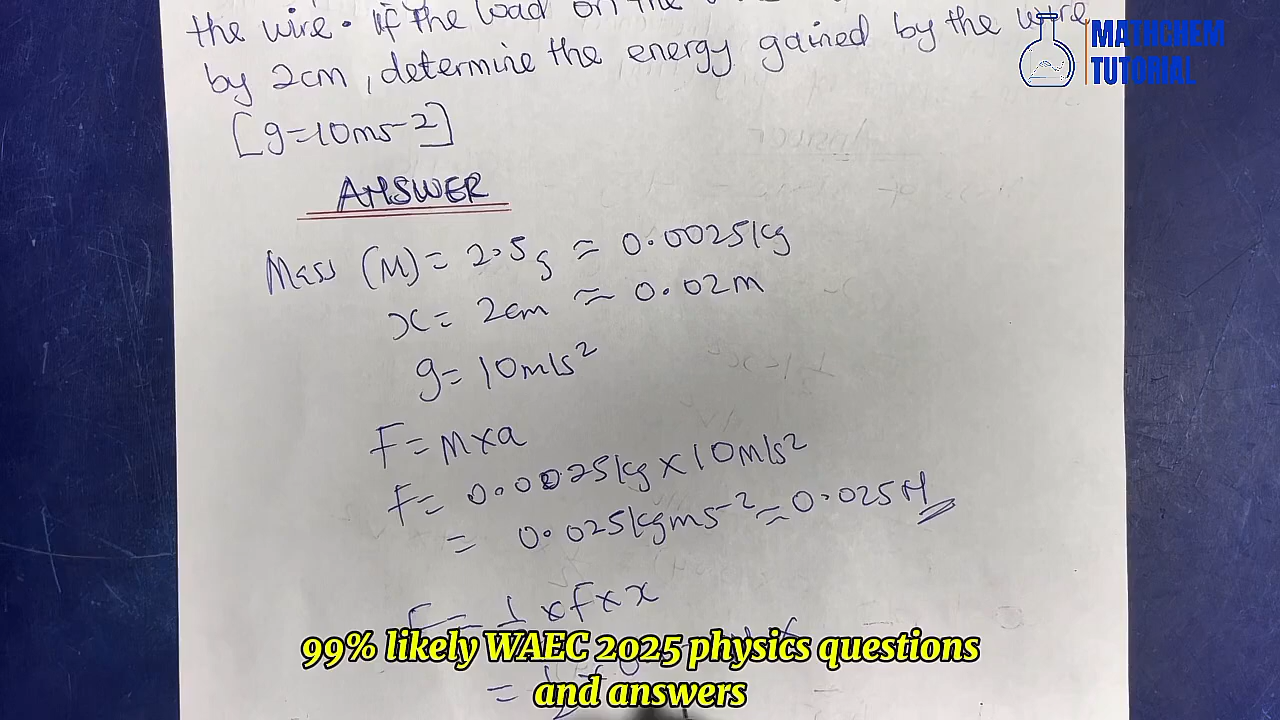 the wire. if the load on the
by 2cm, determine the energy gained by the wire
[g=10ms-2]
MATHCHEM
TUTORIAL
ANSWER
Mass (M) = 2.5g ≈ 0.0025kg
x = 2cm ≈ 0.02m
g = 10m/s²
F = M×a
F = 0.0025kg × 10m/s²
= 0.025kgms-2 ≈ 0.025N
E = 1/2 × F × x
99% likely WAEC 2025 physics questions
and answers